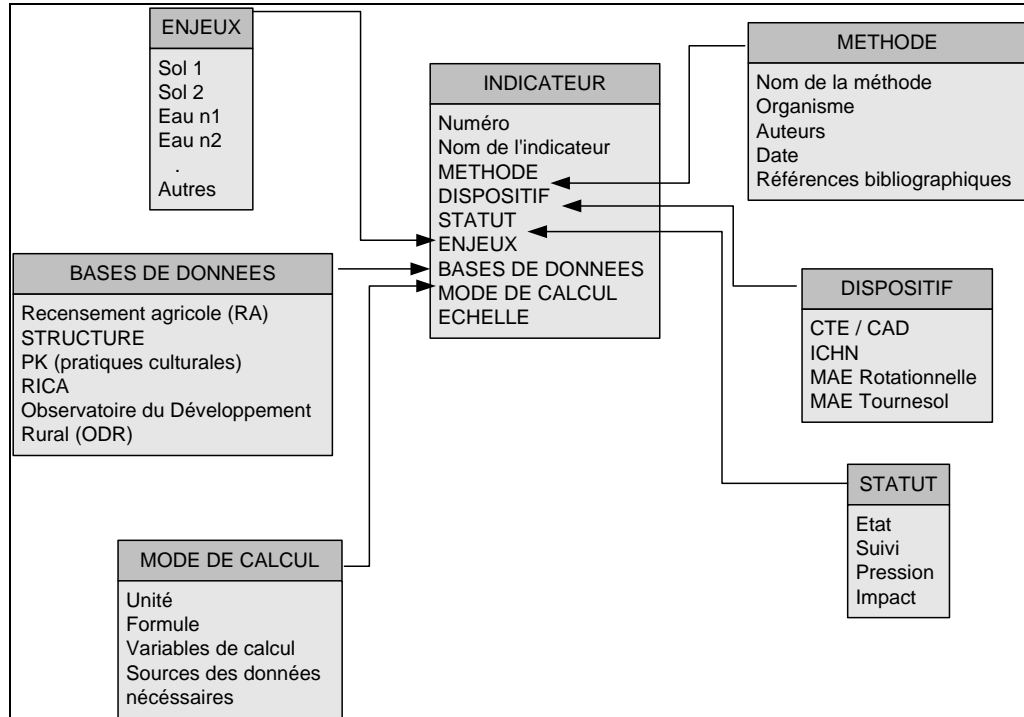 ENJEUX
Sol 1
Sol 2
Eau n1
Eau n2
.
Autres
INDICATEUR
Numéro
Nom de l'indicateur
METHODE
DISPOSITIF
STATUT
ENJEUX
BASES DE DONNEES
MODE DE CALCUL
ECHELLE
METHODE
Nom de la méthode
Organisme
Auteurs
Date
Références bibliographiques
BASES DE DONNEES
Recensement agricole (RA)
STRUCTURE
PK (pratiques culturales)
RICA
Observatoire du Développement
Rural (ODR)
DISPOSITIF
CTE / CAD
ICHN
MAE Rotationnelle
MAE Tournesol
STATUT
Etat
Suivi
Pression
Impact
MODE DE CALCUL
Unité
Formule
Variables de calcul
Sources des données
nécéssaires